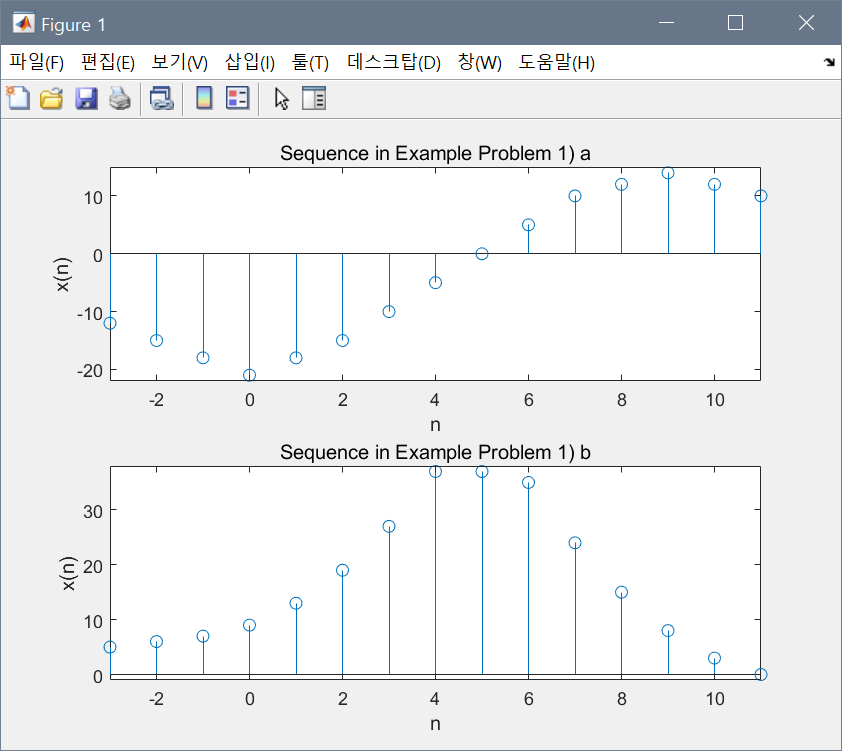 Figure 1
파일(F) 편집(E) 보기(V) 삽입(I) 툴(T) 데스크탑(D) 창(W) 도움말(H)
Sequence in Example Problem 1) a
10
0
-10
-20
x(n)
-2 0 2 4 6 8 10
n
Sequence in Example Problem 1) b
30
20
10
0
x(n)
-2 0 2 4 6 8 10
n